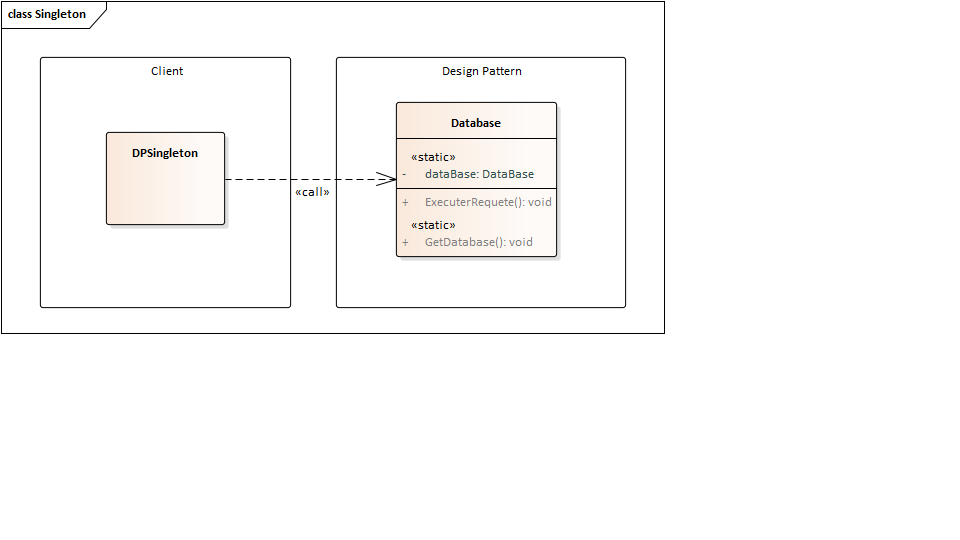 class Singleton
Client
Design Pattern
DPSingleton
«call»
Database
«static»
- dataBase: DataBase
+ ExecuterRequete(): void
«static»
+ GetDatabase(): void